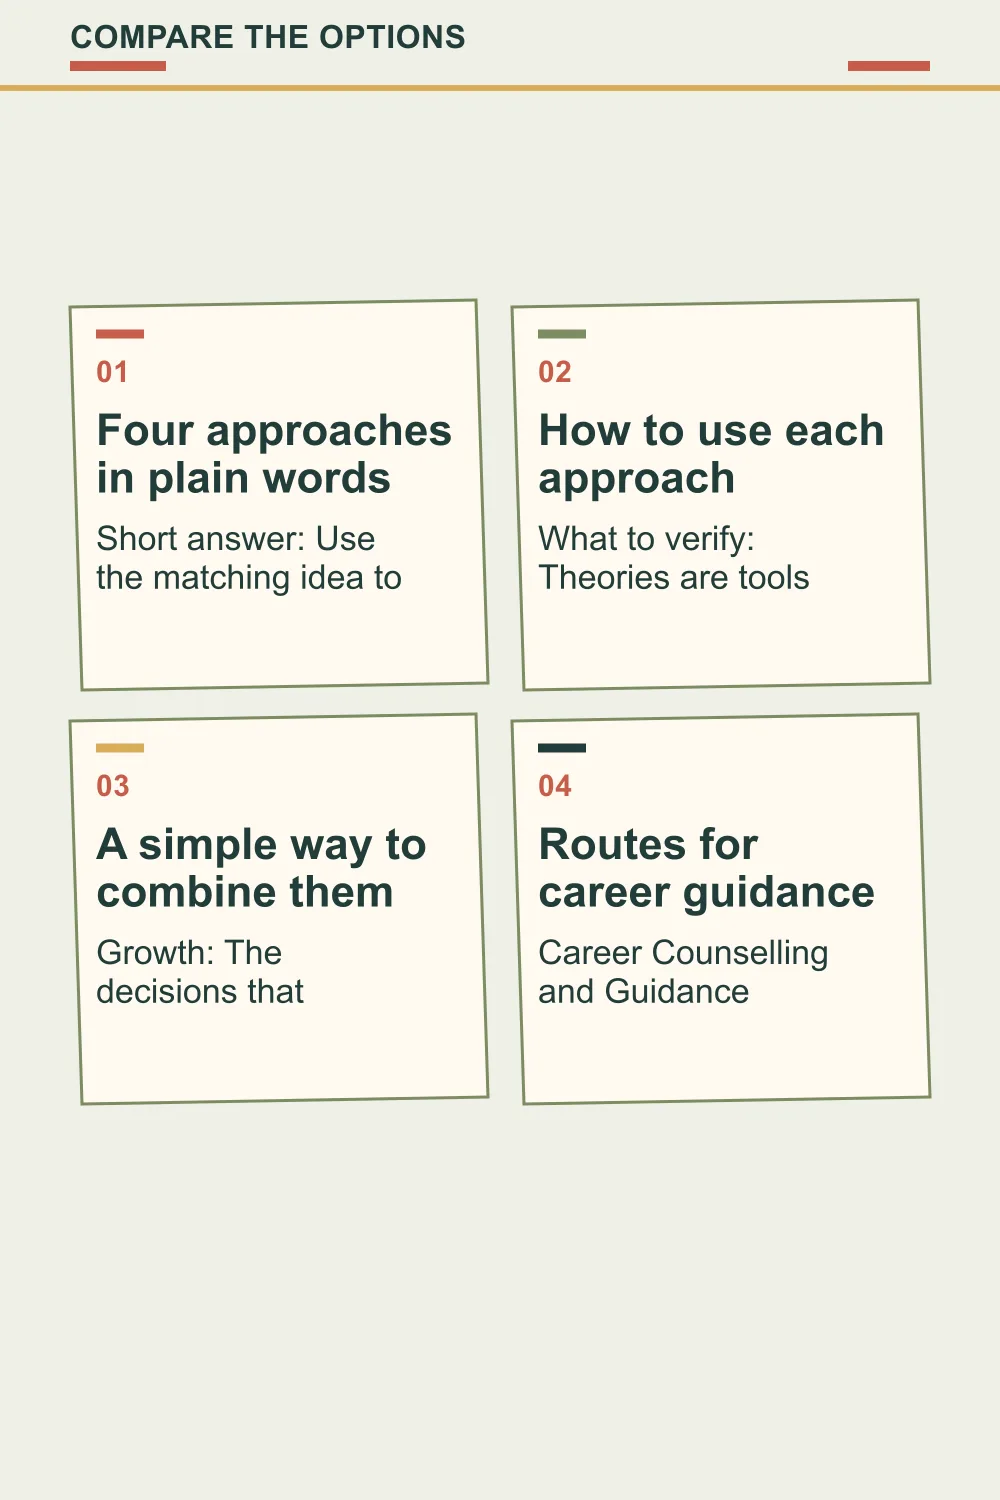 COMPARE THE OPTIONS
01
Four approaches
in plain words
Short answer: Use
the matching idea to
02
How to use each
approach
What to verify:
Theories are tools
03
A simple way to
combine them
Growth: The
decisions that
04
Routes for
career guidance
Career Counselling
and Guidance